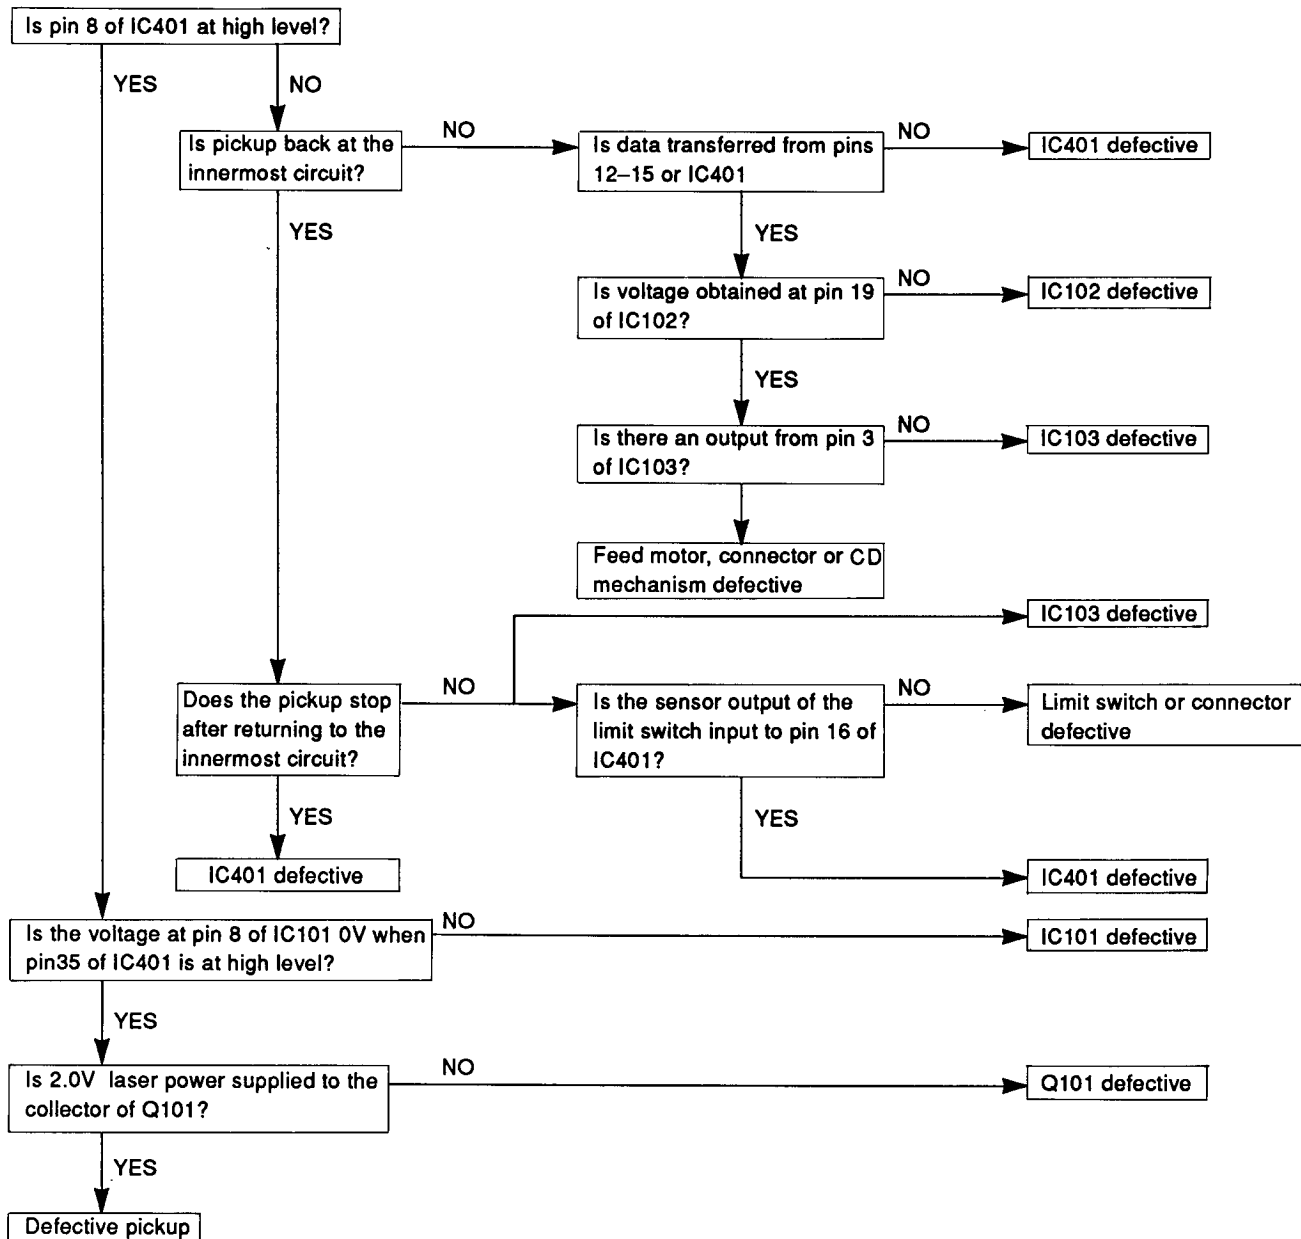 Is pin 8 of IC401 at high level?
YES
NO
Is pickup back at the
innermost circuit?
NO
Is data transferred from pins
12–15 or IC401
NO
IC401 defective
YES
YES
Is voltage obtained at pin 19
of IC102?
NO
IC102 defective
YES
Is there an output from pin 3
of IC103?
NO
IC103 defective
Feed motor, connector or CD
mechanism defective
IC103 defective
Does the pickup stop
after returning to the
innermost circuit?
NO
Is the sensor output of the
limit switch input to pin 16 of
IC401?
NO
Limit switch or connector
defective
YES
YES
IC401 defective
IC401 defective
Is the voltage at pin 8 of IC101 0V when
pin35 of IC401 is at high level?
NO
IC101 defective
YES
Is 2.0V laser power supplied to the
collector of Q101?
NO
Q101 defective
YES
Defective pickup